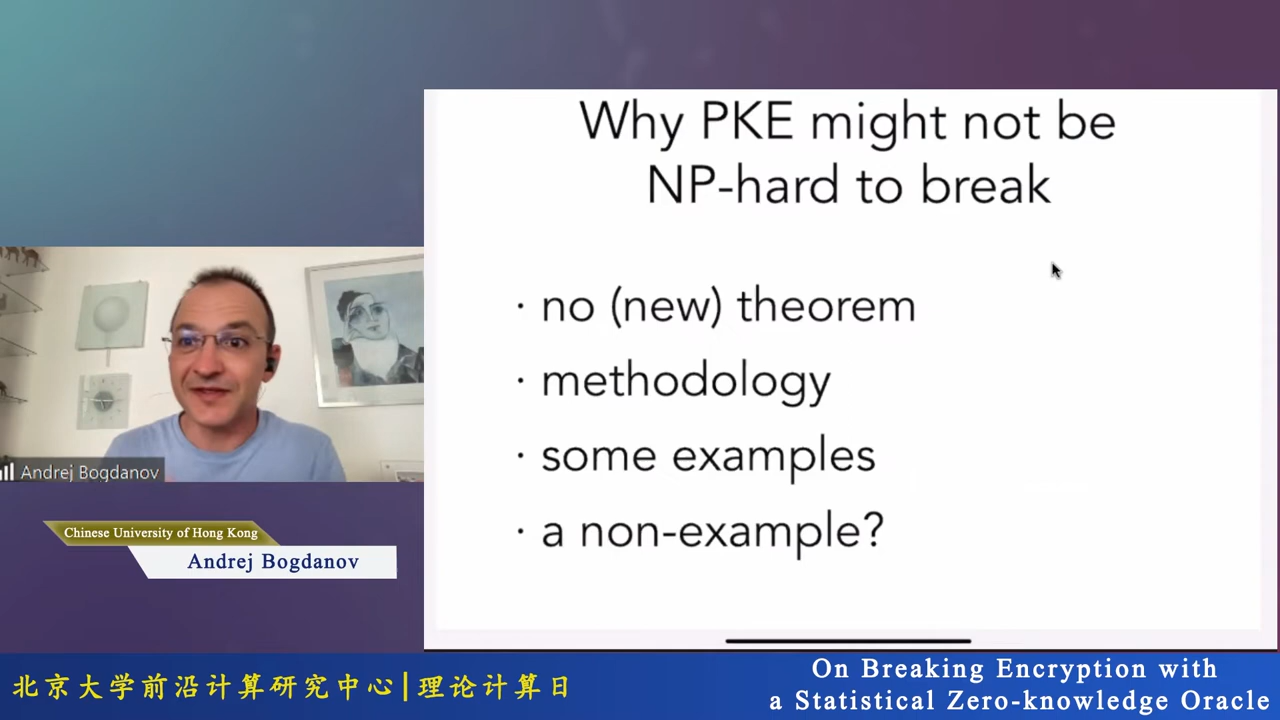 Why PKE might not be
NP-hard to break
· no (new) theorem
· methodology
· some examples
· a non-example?
Andrej Bogdanov
Chinese University of Hong Kong
Andrej Bogdanov
北京大学前沿计算研究中心|理论计算日
On Breaking Encryption with
a Statistical Zero-knowledge Oracle